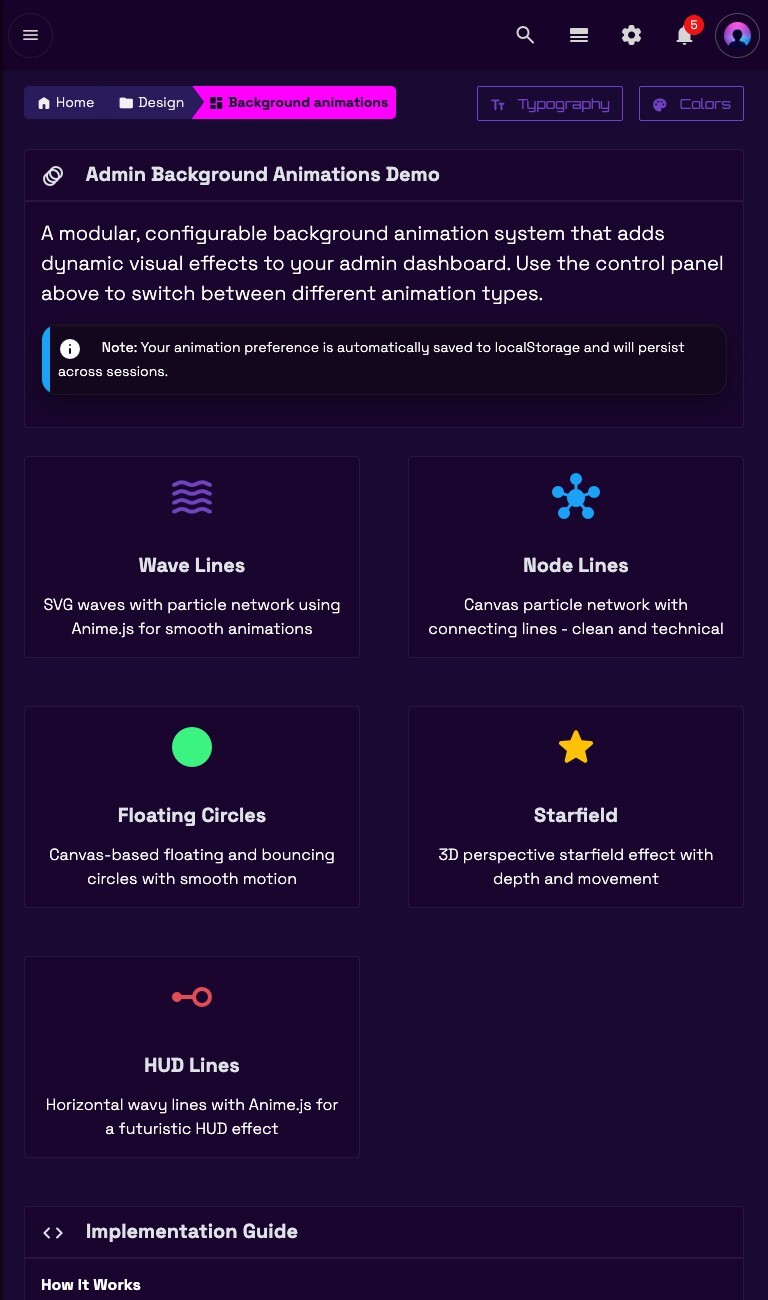 5
Home Design Background animations Typography Colors
Admin Background Animations Demo
A modular, configurable background animation system that adds
dynamic visual effects to your admin dashboard. Use the control panel
above to switch between different animation types.
Note: Your animation preference is automatically saved to localStorage and will persist
across sessions.
Wave Lines
SVG waves with particle network using
Anime.js for smooth animations
Node Lines
Canvas particle network with
connecting lines - clean and technical
Floating Circles
Canvas-based floating and bouncing
circles with smooth motion
Starfield
3D perspective starfield effect with
depth and movement
HUD Lines
Horizontal wavy lines with Anime.js for
a futuristic HUD effect
Implementation Guide
How It Works